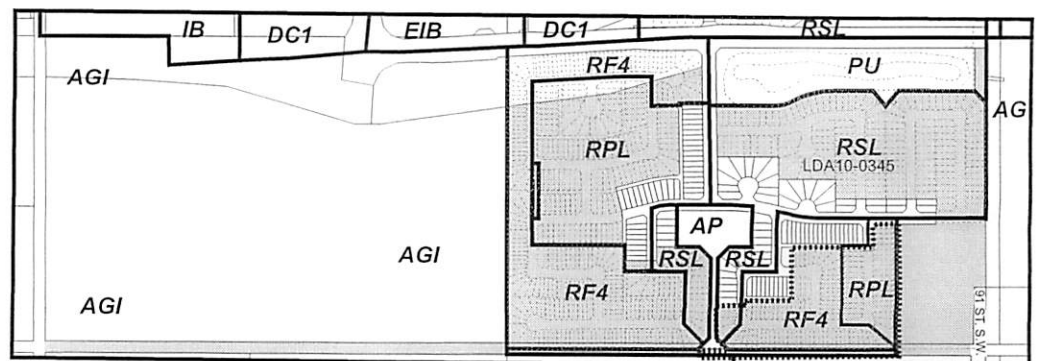 IB
DC1
EIB
DC1
RSL
AGI
RF4
PU
AG
RPL
RSL
LDA10-0345
AP
AGI
RSL
RSL
AGI
RF4
RPL
RF4
91 ST. S.W.